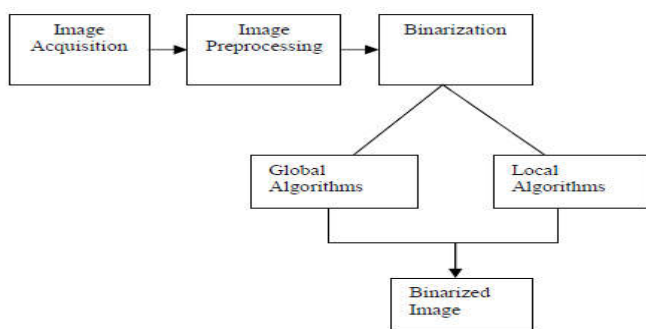 Image
Acquisition
Image
Preprocessing
Binarization
Global
Algorithms
Local
Algorithms
Binarized
Image